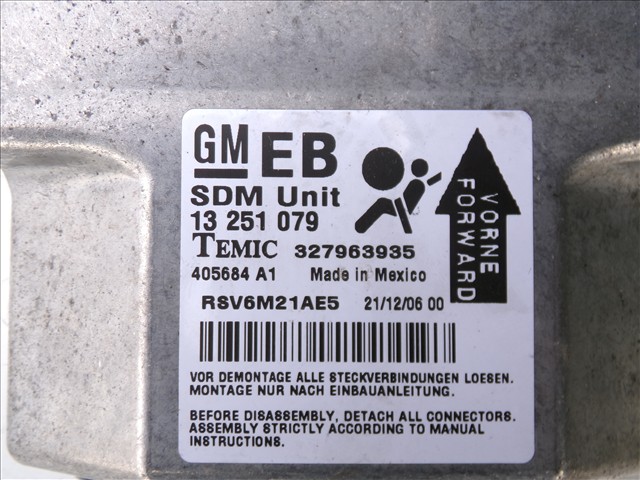 GM EB
SDM Unit
13 251 079
TEMIC 327963935
405684 A1 Made in Mexico
RSV6M21AE5 21/12/06 00
VORNE
FORWARD
VOR DEMONTAGE ALLE STECKVERBINDUNGEN LOESEN.
MONTAGE NUR NACH EINBAUANLEITUNG.
BEFORE DISASSEMBLY, DETACH ALL CONNECTORS.
ASSEMBLY STRICTLY ACCORDING TO MANUAL
INSTRUCTIONS.